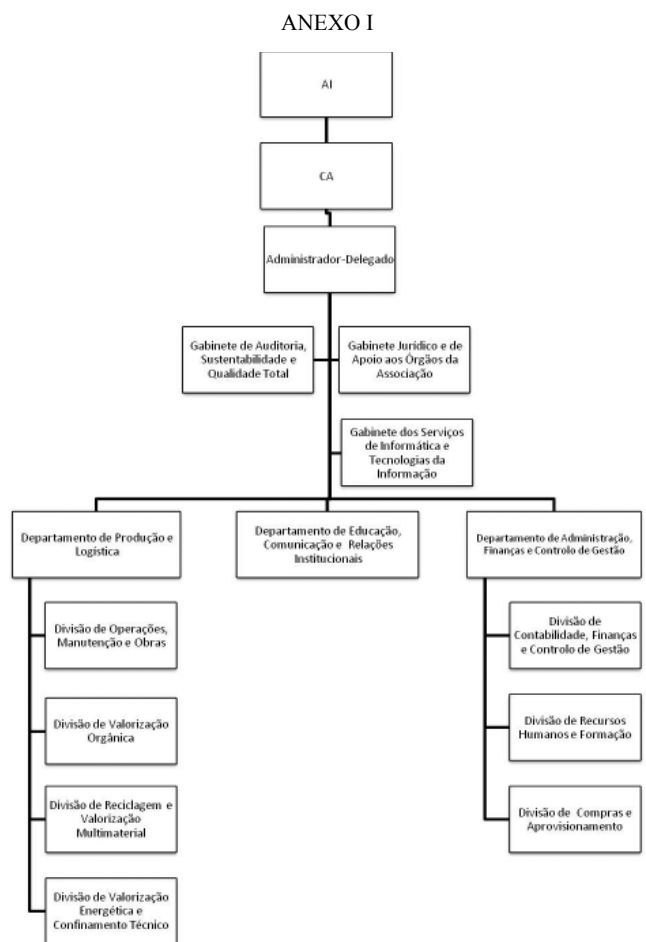 ANEXO I
AI
CA
Administrador-Delegado
Gabinete de Auditoria,
Sustentabilidade e
Qualidade Total
Gabinete Jurídico e de
Apoio aos Órgãos da
Associação
Gabinete dos Serviços
de Informática e
Tecnologias da
Informação
Departamento de Produção e
Logística
Departamento de Educação,
Comunicação e Relações
Institucionais
Departamento de Administração,
Finanças e Controlo de Gestão
Divisão de Operações,
Manutenção e Obras
Divisão de Valorização
Orgânica
Divisão de Reciclagem e
Valorização
Multimaterial
Divisão de Valorização
Energética e
Confinamento Técnico
Divisão de
Contabilidade, Finanças
e Controlo de Gestão
Divisão de Recursos
Humanos e Formação
Divisão de Compras e
Aprovisionamento